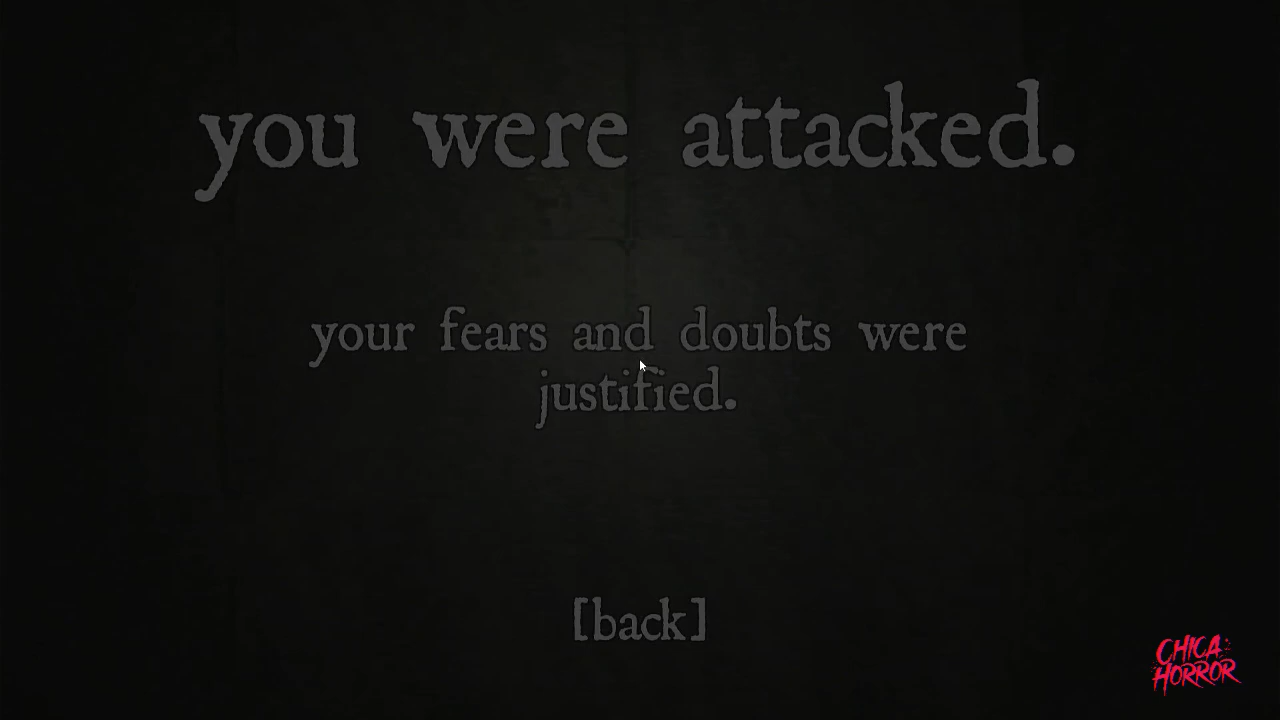 you were attacked.
your fears and doubts were
justified.
[back]
CHICA
HORROR